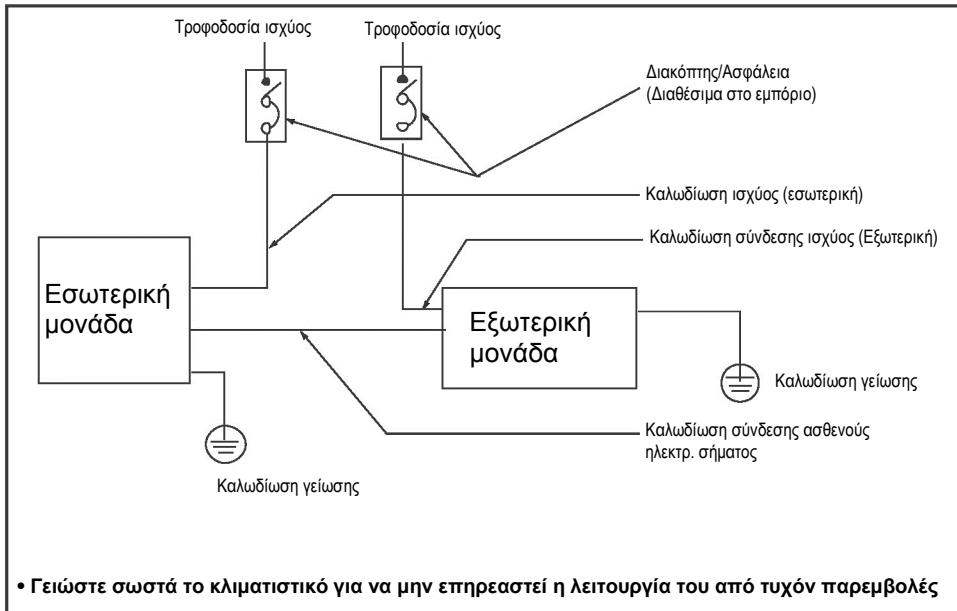 Τροφοδοσία ισχύος
Τροφοδοσία ισχύος
Διακόπτης/Ασφάλεια
(Διαθέσιμα στο εμπόριο)
Καλωδίωση ισχύος (εσωτερική)
Καλωδίωση σύνδεσης ισχύος (Εξωτερική)
Εσωτερική
μονάδα
Εξωτερική
μονάδα
Καλωδίωση γείωσης
Καλωδίωση σύνδεσης ασθενούς
ηλεκτρ. σήματος
Καλωδίωση γείωσης
• Γειώστε σωστά το κλιματιστικό για να μην επηρεαστεί η λειτουργία του από τυχόν παρεμβολές